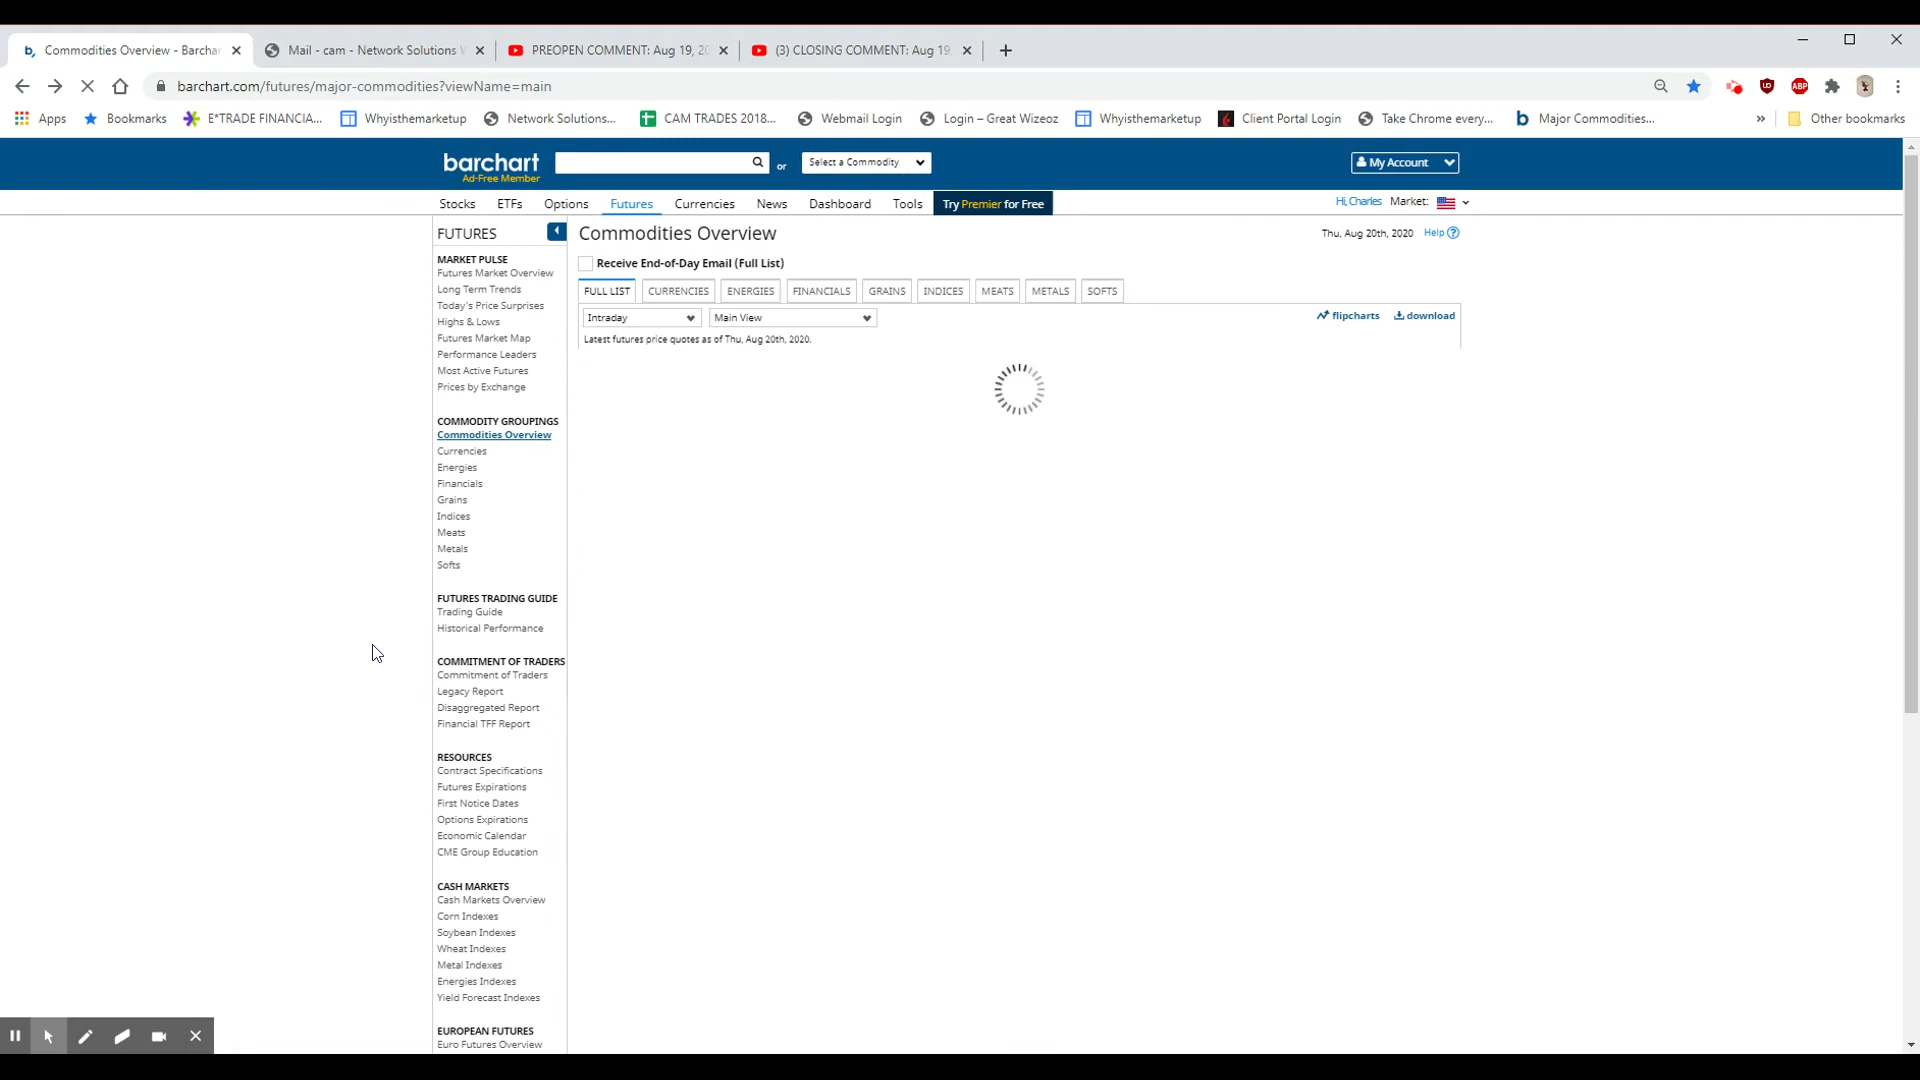 Commodities Overview - Barchar
Mail - cam - Network Solutions
PREOPEN COMMENT: Aug 19, 20
(3) CLOSING COMMENT: Aug 19,
barchart.com/futures/major-commodities?viewName=main
Apps
Bookmarks
E*TRADE FINANCIA...
Whyisthemarketup
Network Solutions...
CAM TRADES 2018...
Webmail Login
Login – Great Wizeoz
Whyisthemarketup
Client Portal Login
Take Chrome every...
Major Commodities...
»
Other bookmarks
barchart
Ad-Free Member
or
Select a Commodity
My Account
Stocks
ETFs
Options
Futures
Currencies
News
Dashboard
Tools
Try Premier for Free
Hi, Charles
Market:
FUTURES
MARKET PULSE
Futures Market Overview
Long Term Trends
Today's Price Surprises
Highs & Lows
Futures Market Map
Performance Leaders
Most Active Futures
Prices by Exchange
COMMODITY GROUPINGS
Commodities Overview
Currencies
Energies
Financials
Grains
Indices
Meats
Metals
Softs
FUTURES TRADING GUIDE
Trading Guide
Historical Performance
COMMITMENT OF TRADERS
Commitment of Traders
Legacy Report
Disaggregated Report
Financial TFF Report
RESOURCES
Contract Specifications
Futures Expirations
First Notice Dates
Options Expirations
Economic Calendar
CME Group Education
CASH MARKETS
Cash Markets Overview
Corn Indexes
Soybean Indexes
Wheat Indexes
Metal Indexes
Energies Indexes
Yield Forecast Indexes
EUROPEAN FUTURES
Euro Futures Overview
Commodities Overview
Thu, Aug 20th, 2020
Help
Receive End-of-Day Email (Full List)
FULL LIST
CURRENCIES
ENERGIES
FINANCIALS
GRAINS
INDICES
MEATS
METALS
SOFTS
Intraday
Main View
flipcharts
download
Latest futures price quotes as of Thu, Aug 20th, 2020.